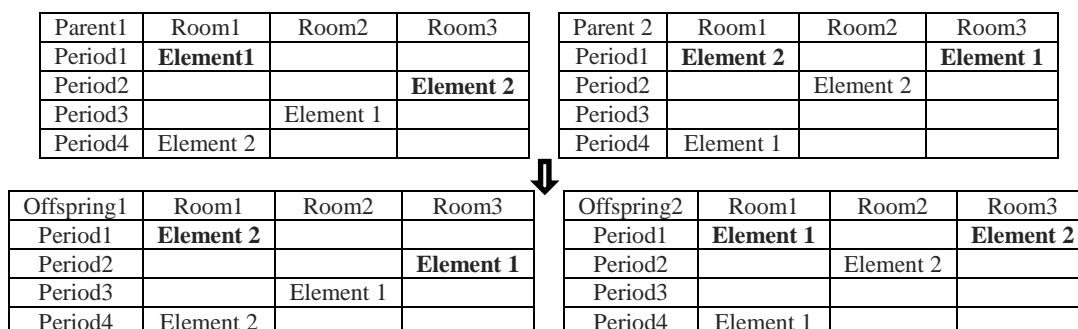 Parent1 Room1 Room2 Room3
Period1 Element1
Period2 Element 2
Period3 Element 1
Period4 Element 2
Parent 2 Room1 Room2 Room3
Period1 Element 2 Element 1
Period2 Element 2
Period3
Period4 Element 1
Offspring1 Room1 Room2 Room3
Period1 Element 2
Period2 Element 1
Period3 Element 1
Period4 Element 2
Offspring2 Room1 Room2 Room3
Period1 Element 1 Element 2
Period2 Element 2
Period3
Period4 Element 1